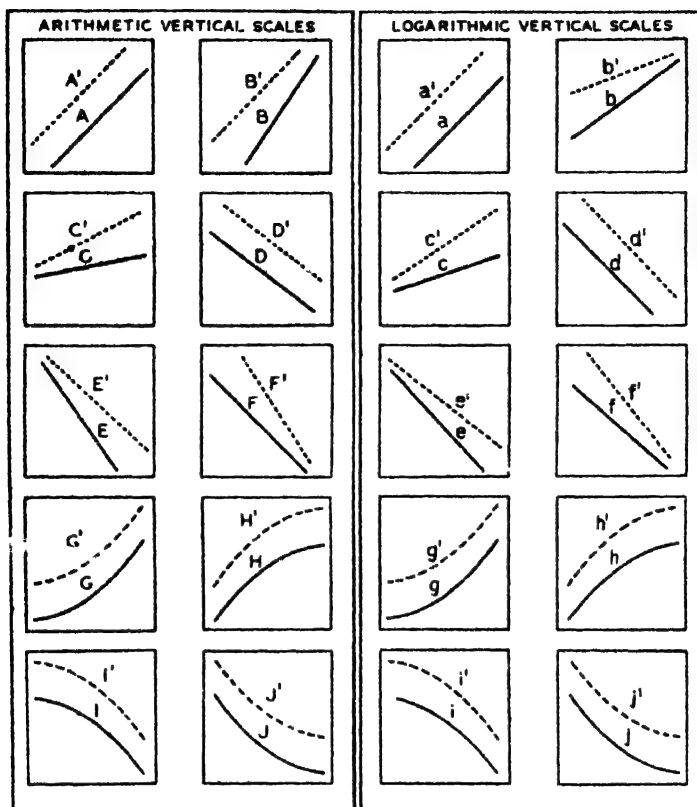 ARITHMETIC VERTICAL SCALES
A'
A
B'
B
C'
C
D'
D
E'
E
F'
F
G'
G
H'
H
I'
I
J'
J
LOGARITHMIC VERTICAL SCALES
a'
a
b'
b
c'
c
d'
d
e'
e
f'
f
g'
g
h'
h
i'
i
j'
j